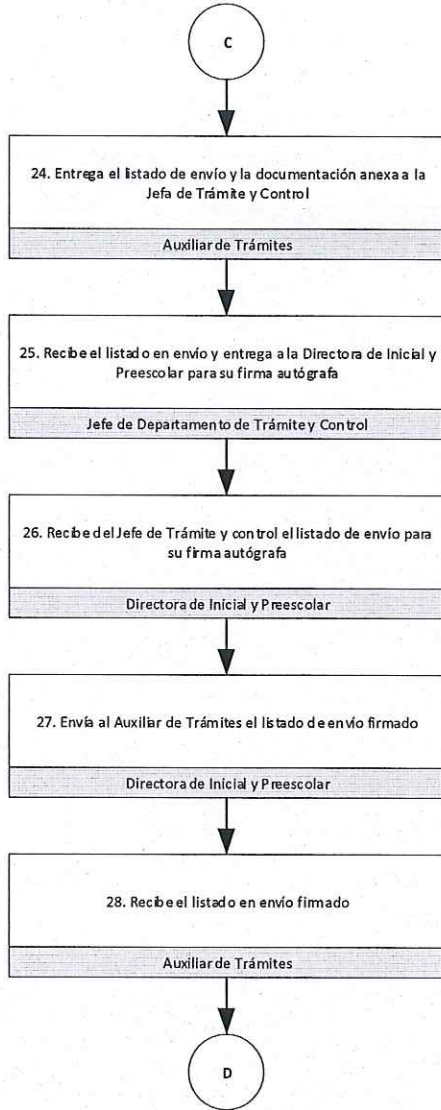 C
24. Entrega el listado de envío y la documentación anexa a la
Jefa de Trámite y Control
Auxiliar de Trámites
25. Recibe el listado en envío y entrega a la Directora de Inicial y
Preescolar para su firma autógrafa
Jefe de Departamento de Trámite y Control
26. Recibe del Jefe de Trámite y control el listado de envío para
su firma autógrafa
Directora de Inicial y Preescolar
27. Envía al Auxiliar de Trámites el listado de envío firmado
Directora de Inicial y Preescolar
28. Recibe el listado en envío firmado
Auxiliar de Trámites
D